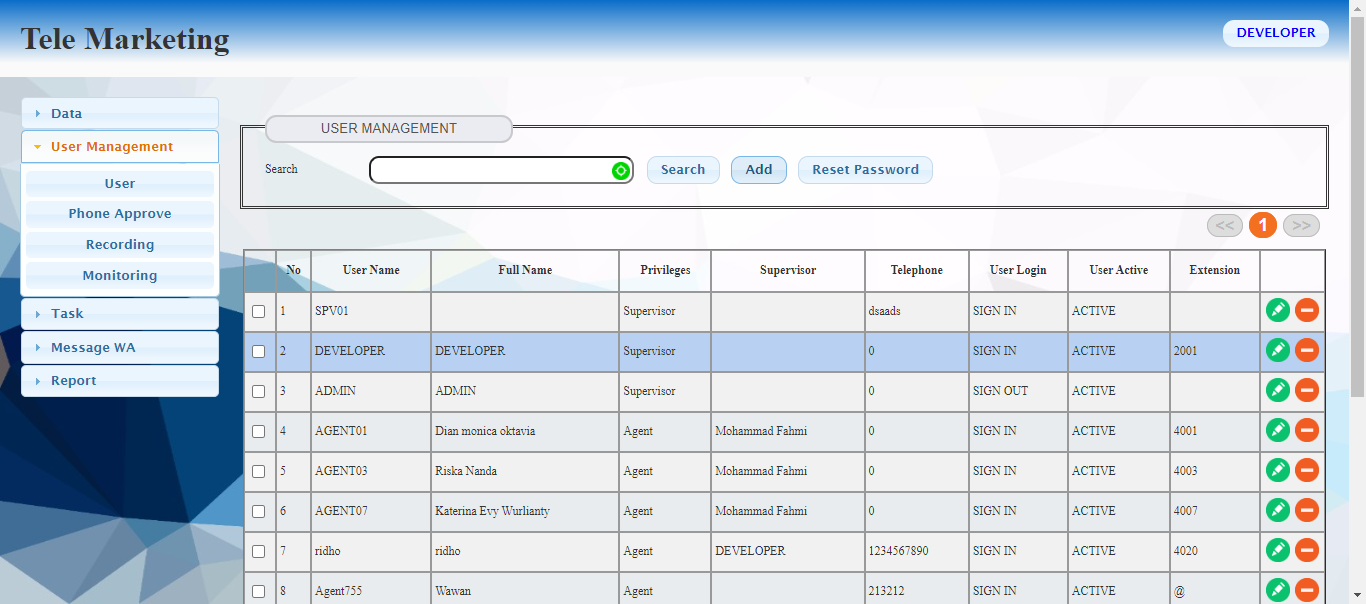 Tele Marketing
DEVELOPER
Data
User Management
User
Phone Approve
Recording
Monitoring
Task
Message WA
Report
USER MANAGEMENT
Search Search Add Reset Password
<< 1 >>
No User Name Full Name Privileges Supervisor Telephone User Login User Active Extension
1 SPV01 Supervisor dsaads SIGN IN ACTIVE
2 DEVELOPER DEVELOPER Supervisor 0 SIGN IN ACTIVE 2001
3 ADMIN ADMIN Supervisor 0 SIGN OUT ACTIVE
4 AGENT01 Dian monica oktavia Agent Mohammad Fahmi 0 SIGN IN ACTIVE 4001
5 AGENT03 Riska Nanda Agent Mohammad Fahmi 0 SIGN IN ACTIVE 4003
6 AGENT07 Katerina Evy Wurlianty Agent Mohammad Fahmi 0 SIGN IN ACTIVE 4007
7 ridho ridho Agent DEVELOPER 1234567890 SIGN IN ACTIVE 4020
8 Agent755 Wawan Agent 213212 SIGN IN ACTIVE @